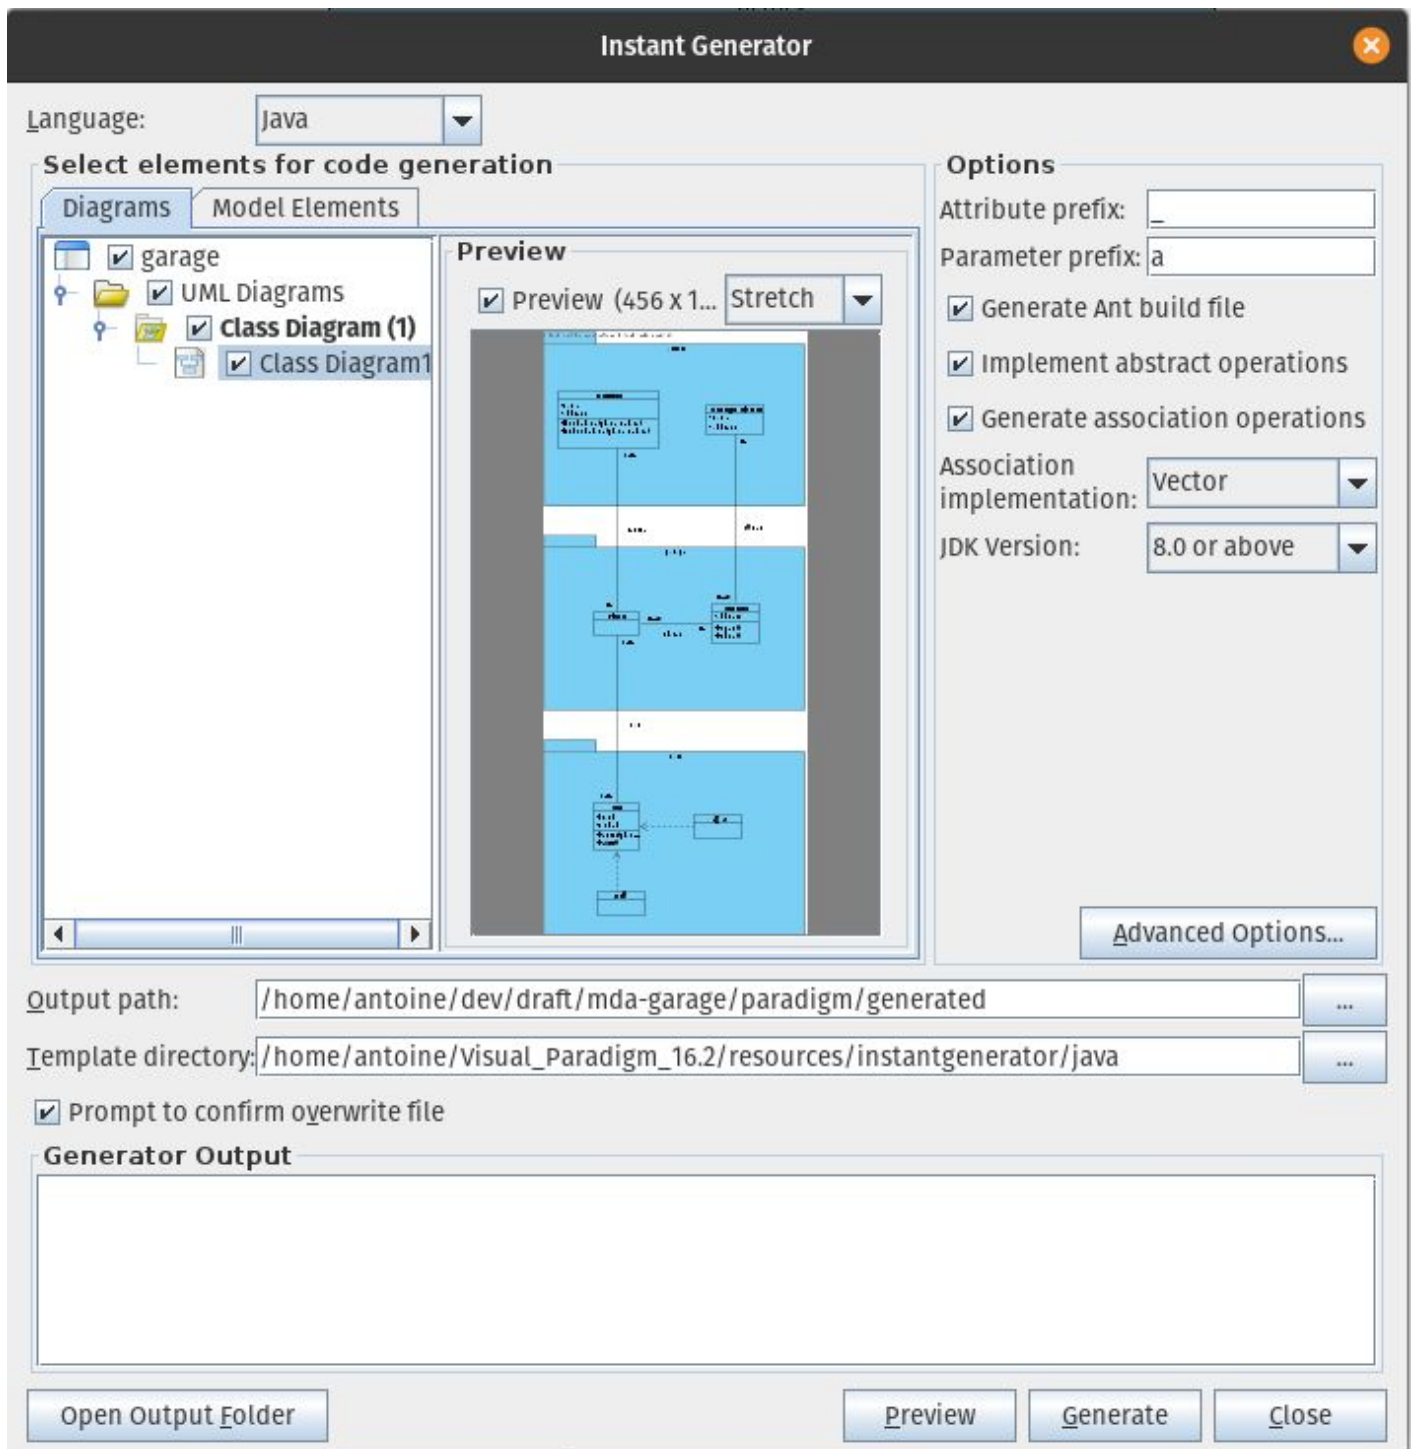 Instant Generator
Language: Java
Select elements for code generation
Diagrams Model Elements
garage
UML Diagrams
Class Diagram (1)
Class Diagram1
Preview
Preview (456 x 1... Stretch
Options
Attribute prefix: _
Parameter prefix: a
Generate Ant build file
Implement abstract operations
Generate association operations
Association
implementation: Vector
JDK Version: 8.0 or above
Advanced Options...
Output path: /home/antoine/dev/draft/mda-garage/paradigm/generated ...
Template directory: /home/antoine/Visual_Paradigm_16.2/resources/instantgenerator/java ...
Prompt to confirm overwrite file
Generator Output
Open Output Folder Preview Generate Close